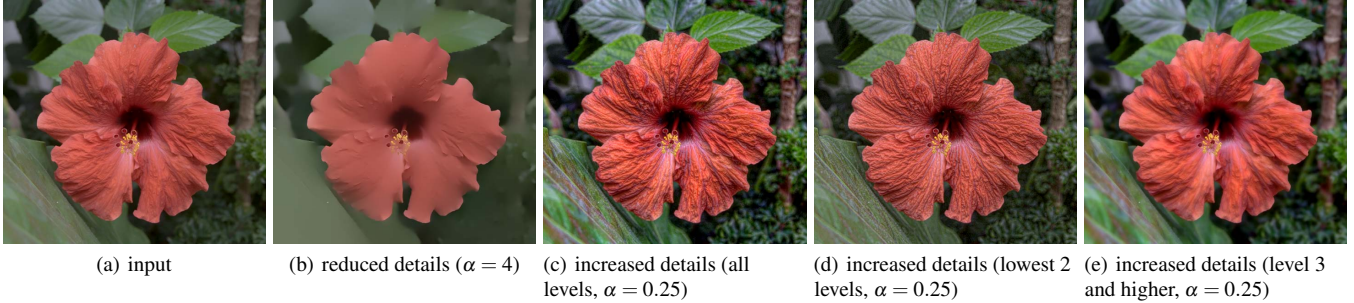 (a) input
(b) reduced details (α = 4)
(c) increased details (all
levels, α = 0.25)
(d) increased details (lowest 2
levels, α = 0.25)
(e) increased details (level 3
and higher, α = 0.25)